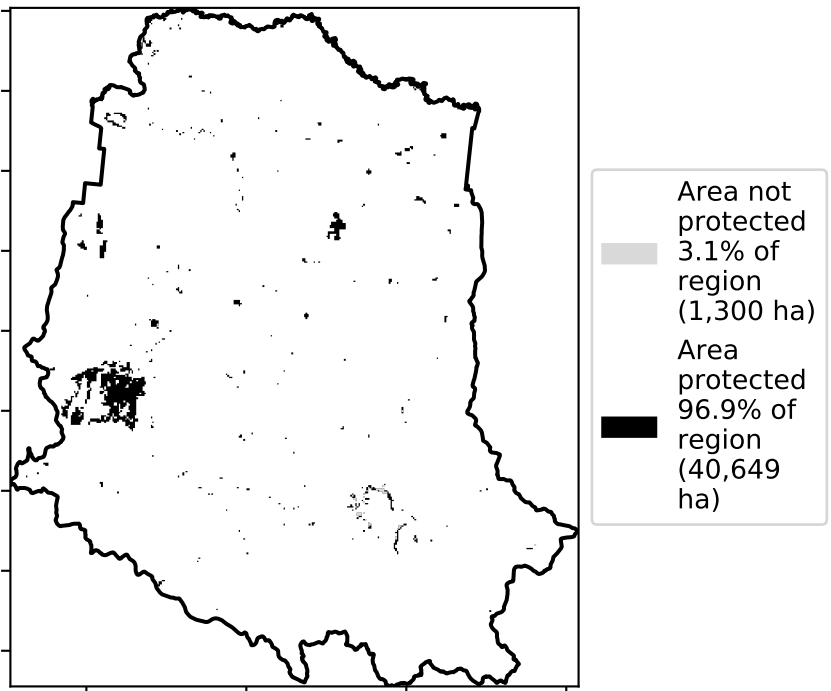 Area not
protected
3.1% of
region
(1,300 ha)
Area
protected
96.9% of
region
(40,649
ha)